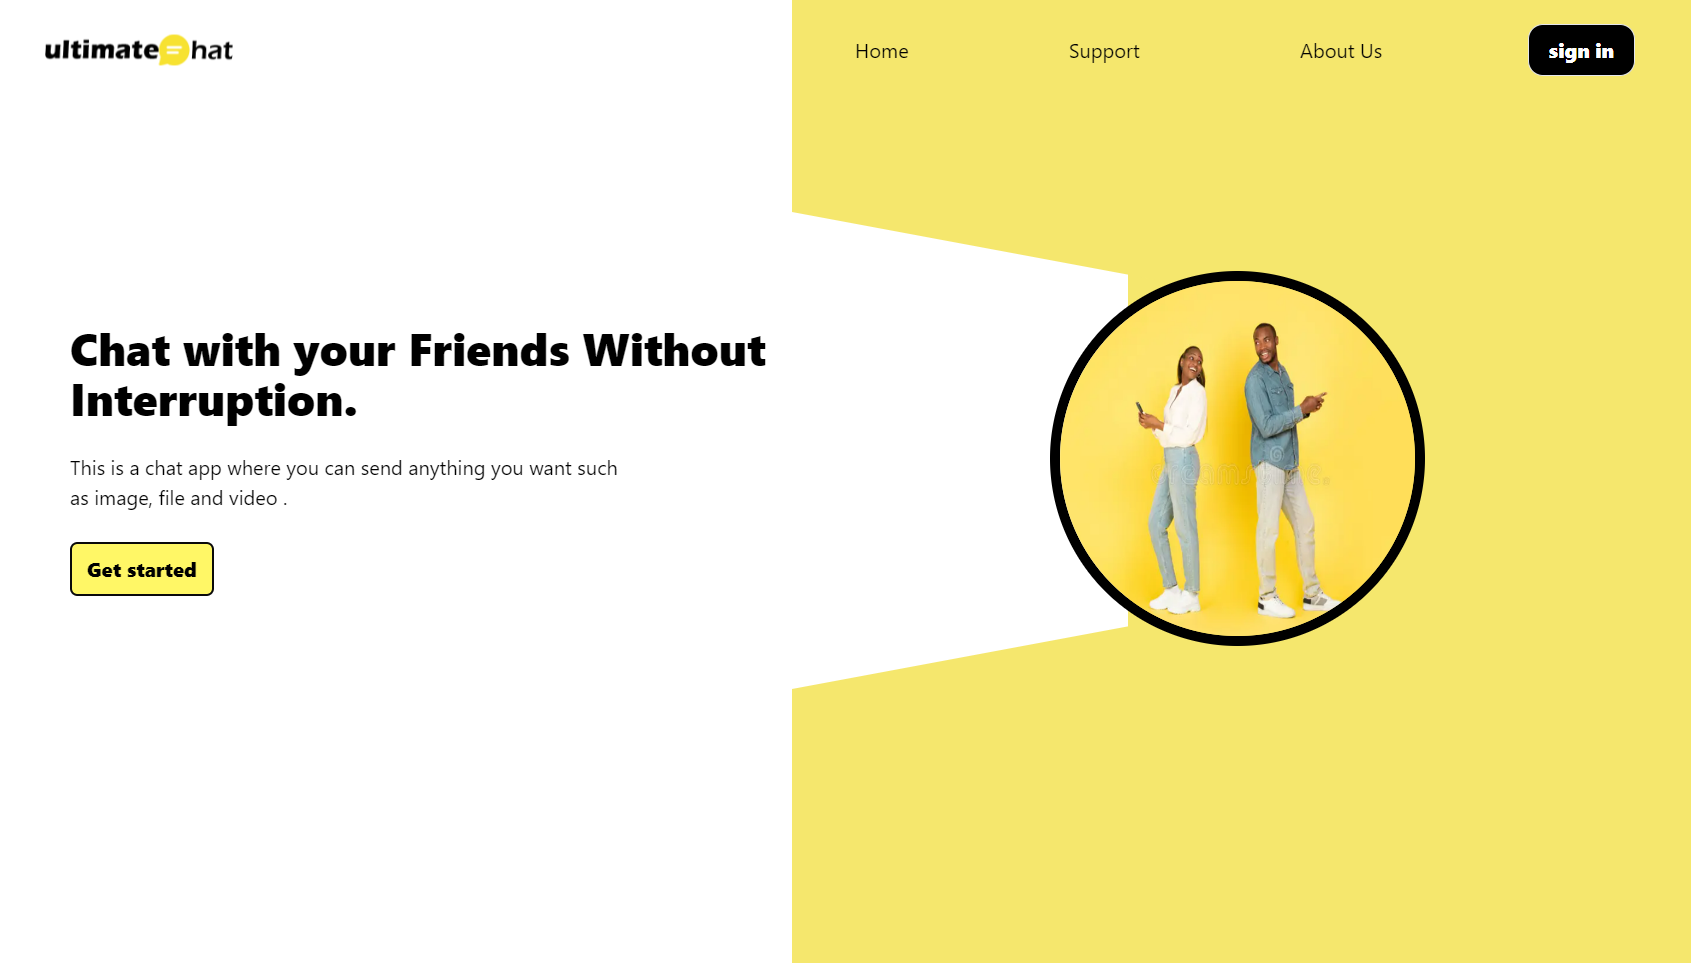 ultimate hat
Home
Support
About Us
sign in
Chat with your Friends Without
Interruption.
This is a chat app where you can send anything you want such
as image, file and video .
Get started